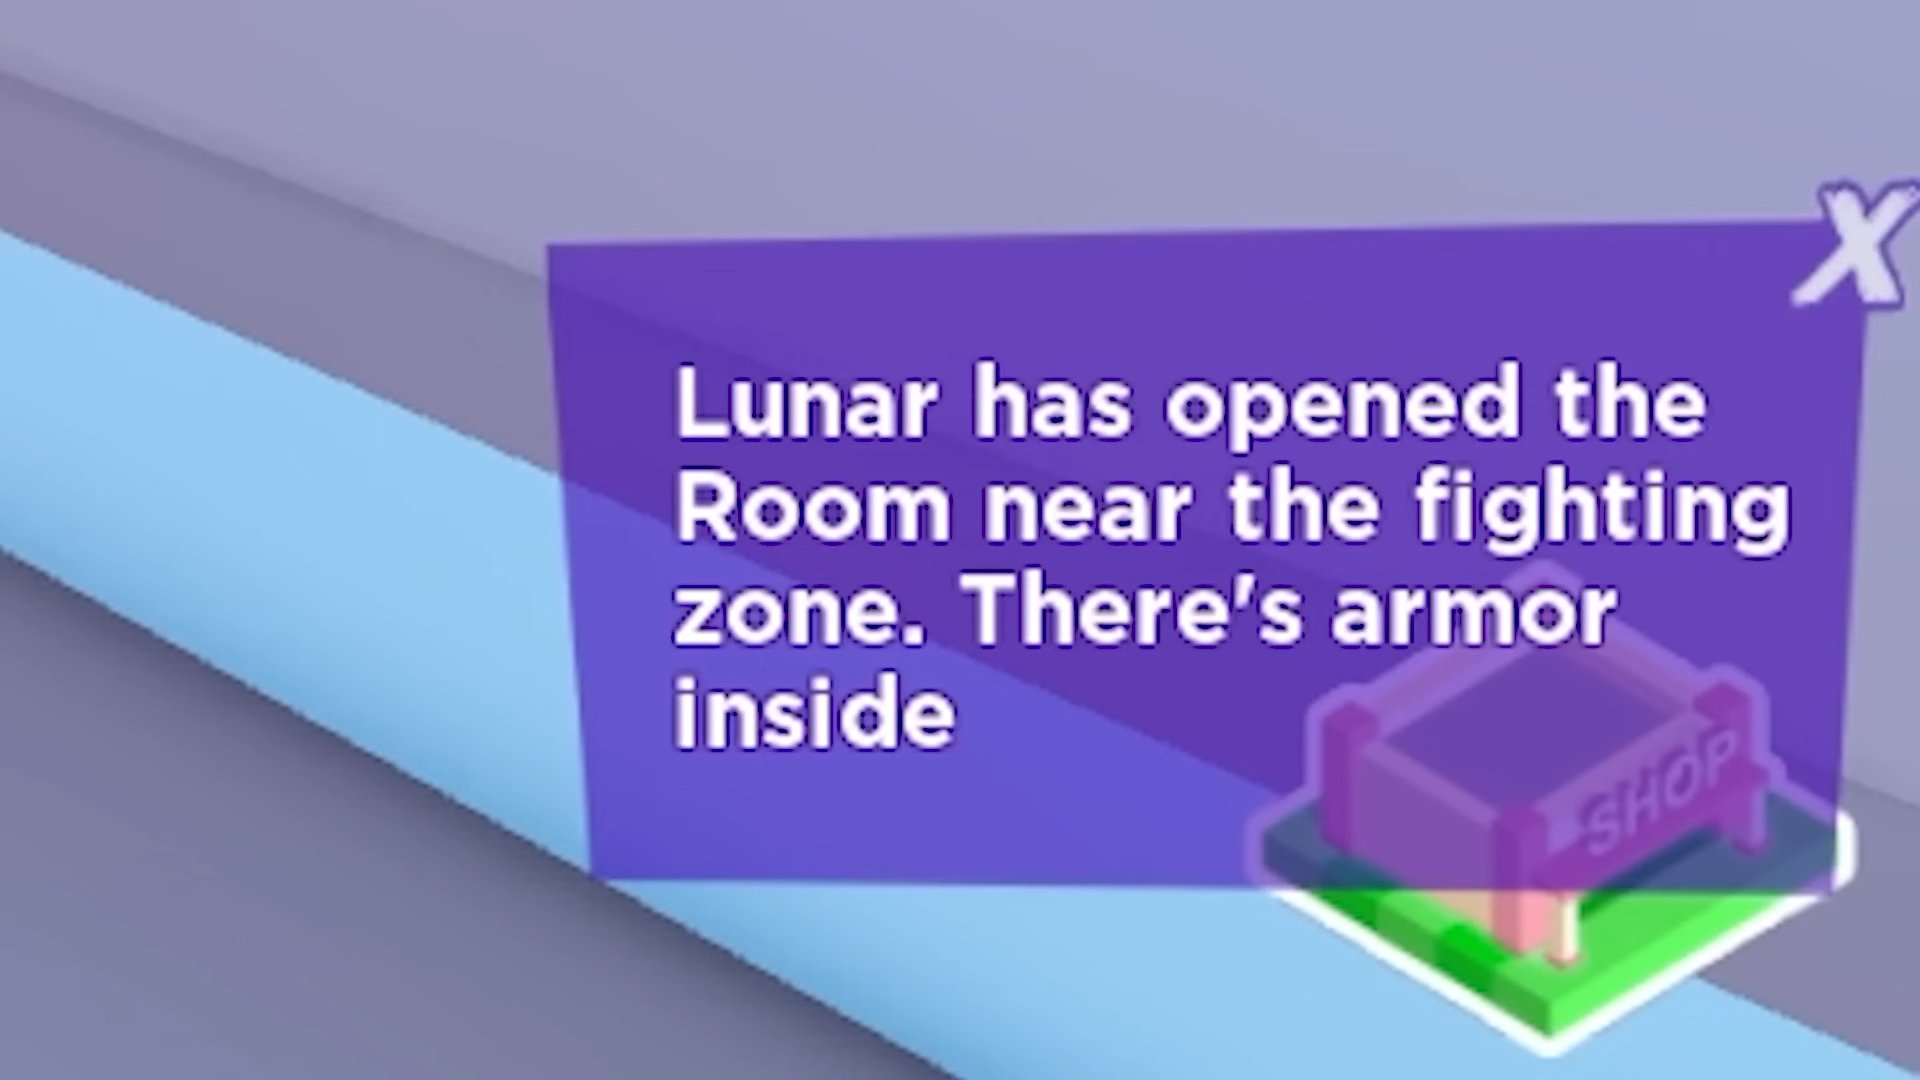 X
Lunar has opened the
Room near the fighting
zone. There's armor
inside
SHOP